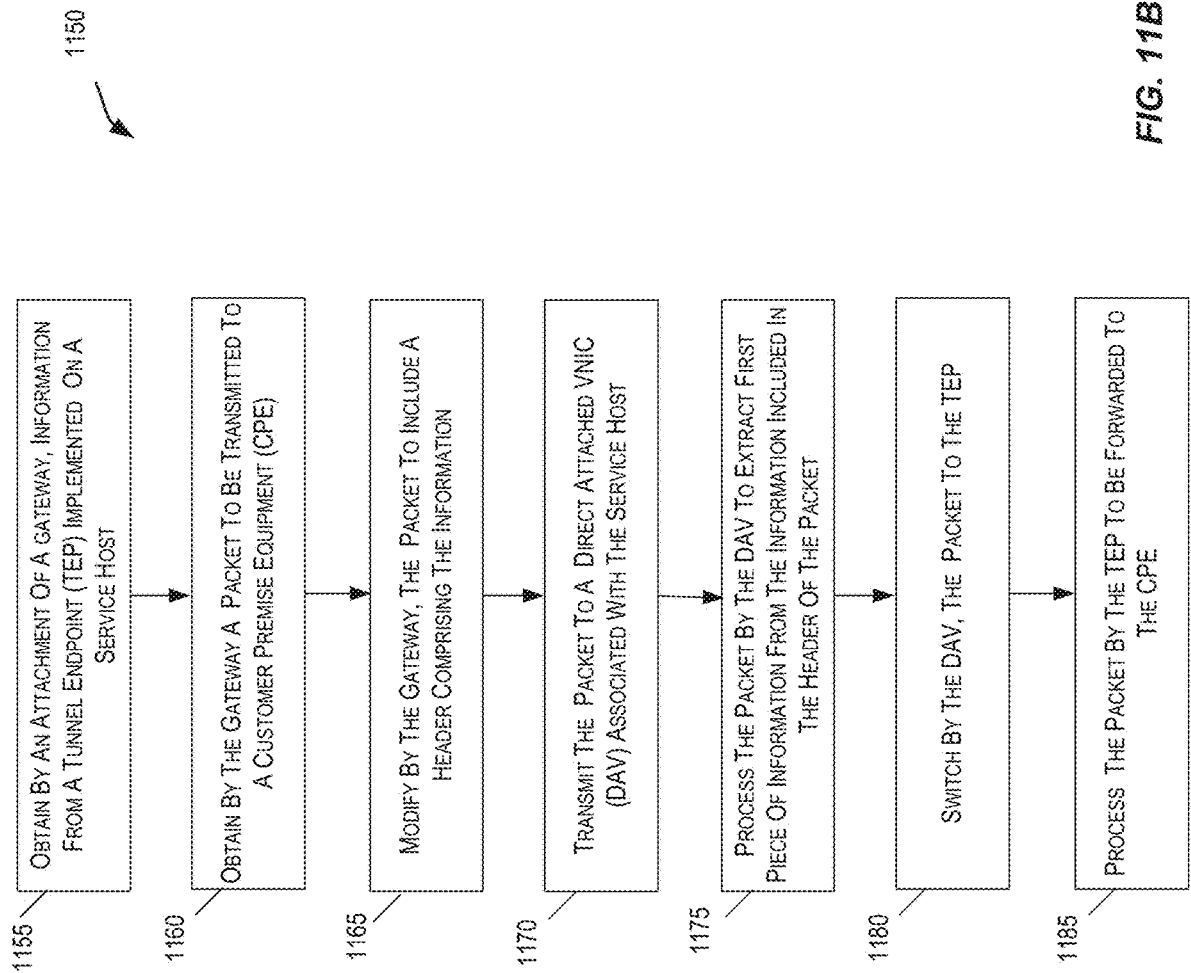 1150
1155
OBTAIN BY AN ATTACHMENT OF A GATEWAY, INFORMATION
FROM A TUNNEL ENDPOINT (TEP) IMPLEMENTED ON A
SERVICE HOST
1160
OBTAIN BY THE GATEWAY A PACKET TO BE TRANSMITTED TO
A CUSTOMER PREMISE EQUIPMENT (CPE)
1165
MODIFY BY THE GATEWAY, THE PACKET TO INCLUDE A
HEADER COMPRISING THE INFORMATION
1170
TRANSMIT THE PACKET TO A DIRECT ATTACHED VNIC
(DAV) ASSOCIATED WITH THE SERVICE HOST
1175
PROCESS THE PACKET BY THE DAV TO EXTRACT FIRST
PIECE OF INFORMATION FROM THE INFORMATION INCLUDED IN
THE HEADER OF THE PACKET
1180
SWITCH BY THE DAV, THE PACKET TO THE TEP
1185
PROCESS THE PACKET BY THE TEP TO BE FORWARDED TO
THE CPE
FIG. 11B